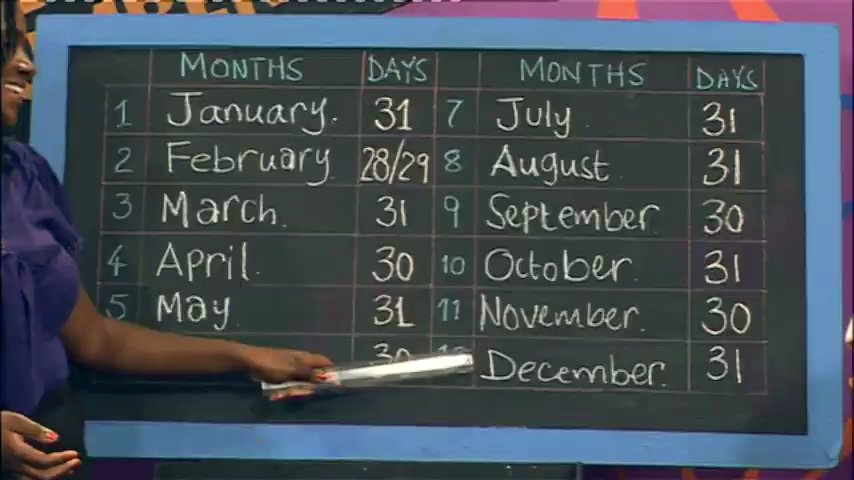 MONTHS DAYS MONTHS DAYS
1 January. 31 7 July. 31
2 February 28/29 8 August. 31
3 March. 31 9 September. 30
4 April. 30 10 October. 31
5 May. 31 11 November. 30
30 December. 31